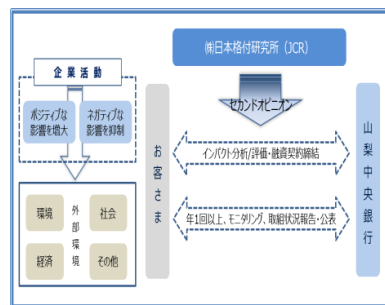 ㈱日本格付研究所（JCR）
企業活動
ポジティブな
影響を増大
ネガティブな
影響を抑制
セカンドオピニオン
お客さま
インパクト分析/評価・融資契約締結
年1回以上、モニタリング、取組状況報告・公表
山梨中央銀行
環境
社会
外部環境
経済
その他